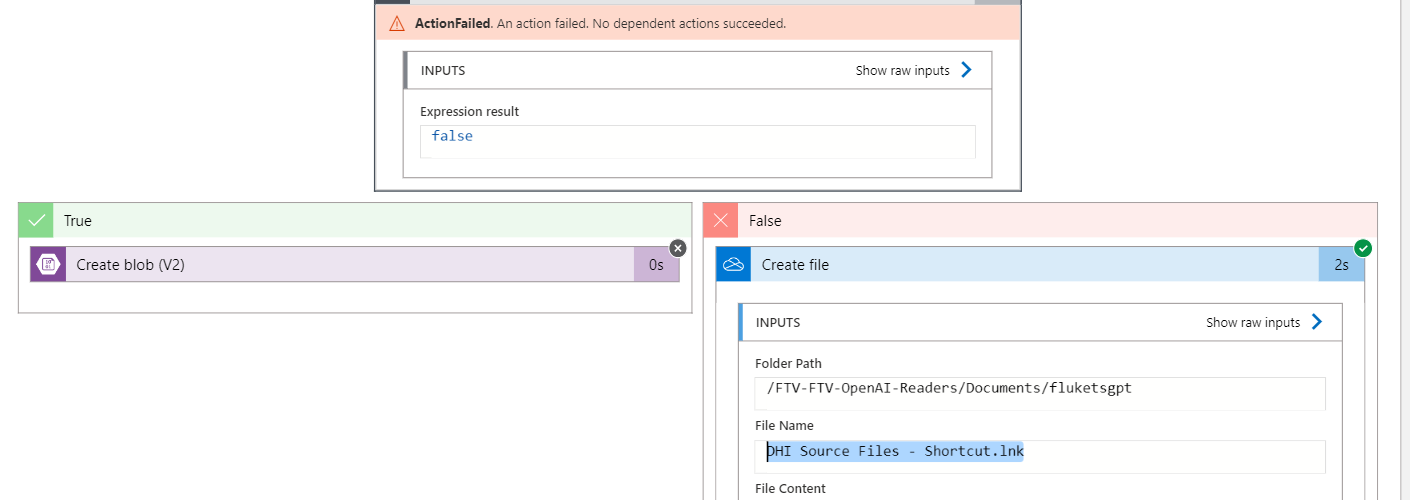 ActionFailed. An action failed. No dependent actions succeeded.
INPUTS Show raw inputs
Expression result
false
True
Create blob (V2) 0s
False
Create file 2s
INPUTS Show raw inputs
Folder Path
/FTV-FTV-OpenAI-Readers/Documents/fluketsgpt
File Name
DHI Source Files - Shortcut.lnk
File Content